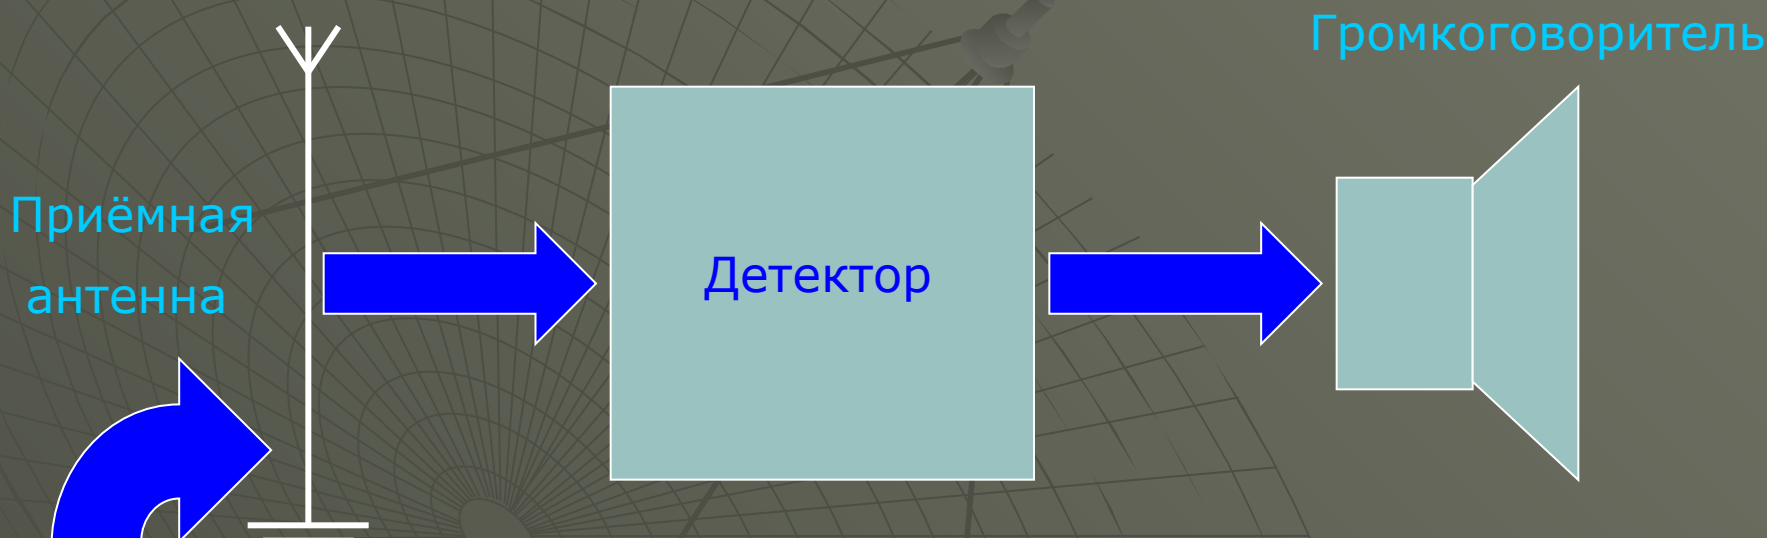 Громкоговоритель
Приёмная
антенна
Детектор